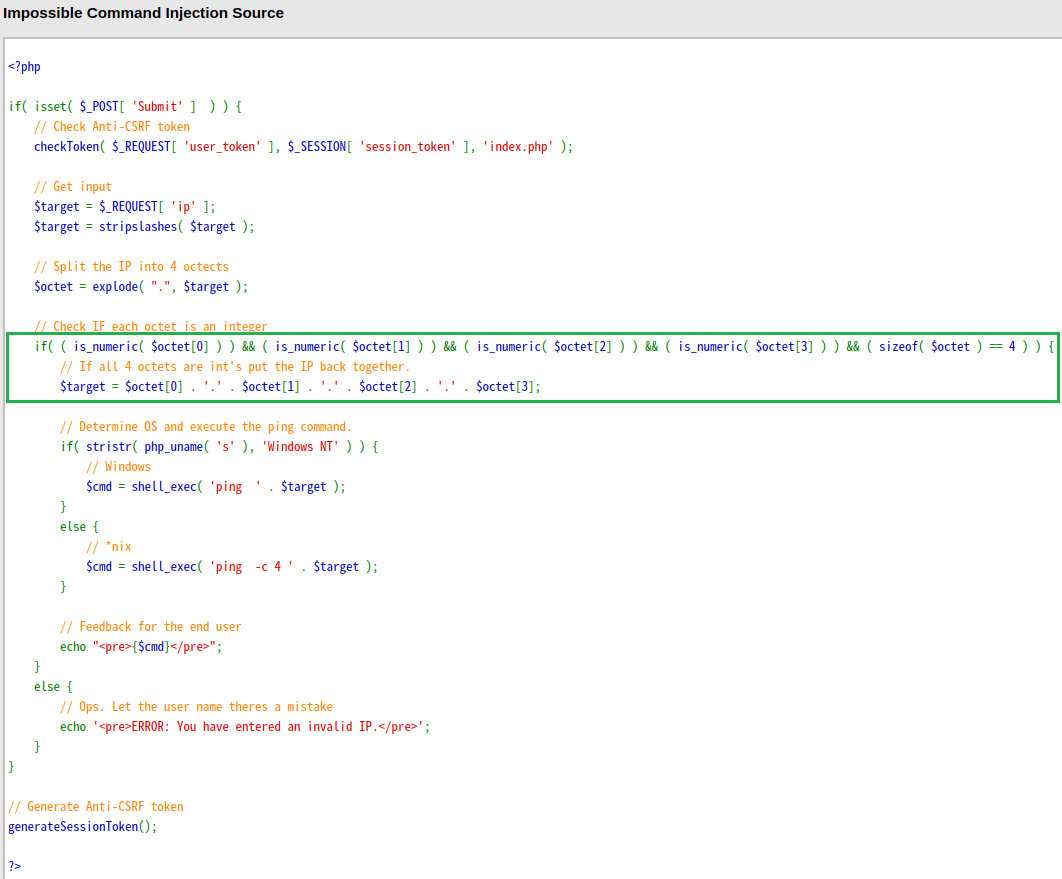 Impossible Command Injection Source
<?php
if( isset( $_POST[ 'Submit' ]  ) ) {
    // Check Anti-CSRF token
    checkToken( $_REQUEST[ 'user_token' ], $_SESSION[ 'session_token' ], 'index.php' );
    // Get input
    $target = $_REQUEST[ 'ip' ];
    $target = stripslashes( $target );
    // Split the IP into 4 octects
    $octet = explode( ".", $target );
    // Check IF each octet is an integer
    if( ( is_numeric( $octet[0] ) ) && ( is_numeric( $octet[1] ) ) && ( is_numeric( $octet[2] ) ) && ( is_numeric( $octet[3] ) ) && ( sizeof( $octet ) == 4 ) ) {
        // If all 4 octets are int's put the IP back together.
        $target = $octet[0] . '.' . $octet[1] . '.' . $octet[2] . '.' . $octet[3];
        // Determine OS and execute the ping command.
        if( stristr( php_uname( 's' ), 'Windows NT' ) ) {
            // Windows
            $cmd = shell_exec( 'ping  ' . $target );
        }
        else {
            // *nix
            $cmd = shell_exec( 'ping  -c 4 ' . $target );
        }
        // Feedback for the end user
        echo "<pre>{$cmd}</pre>";
    }
    else {
        // Ops. Let the user name theres a mistake
        echo '<pre>ERROR: You have entered an invalid IP.</pre>';
    }
}
// Generate Anti-CSRF token
generateSessionToken();
?>